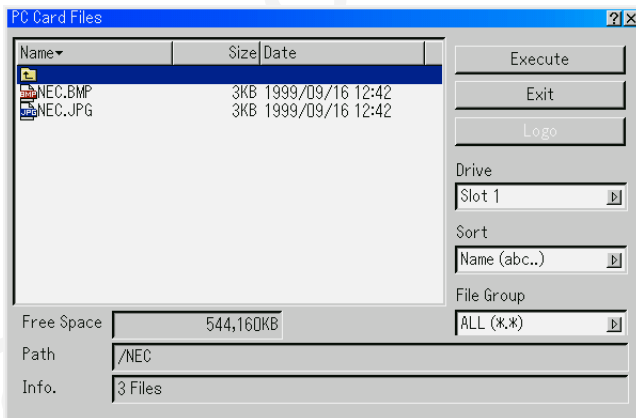 PC Card Files
Name Size Date
NEC.BMP 3KB 1999/09/16 12:42
NEC.JPG 3KB 1999/09/16 12:42
Execute
Exit
Logo
Drive
Slot 1
Sort
Name (abc..)
File Group
ALL (*.*)
Free Space 544,160KB
Path /NEC
Info. 3 Files